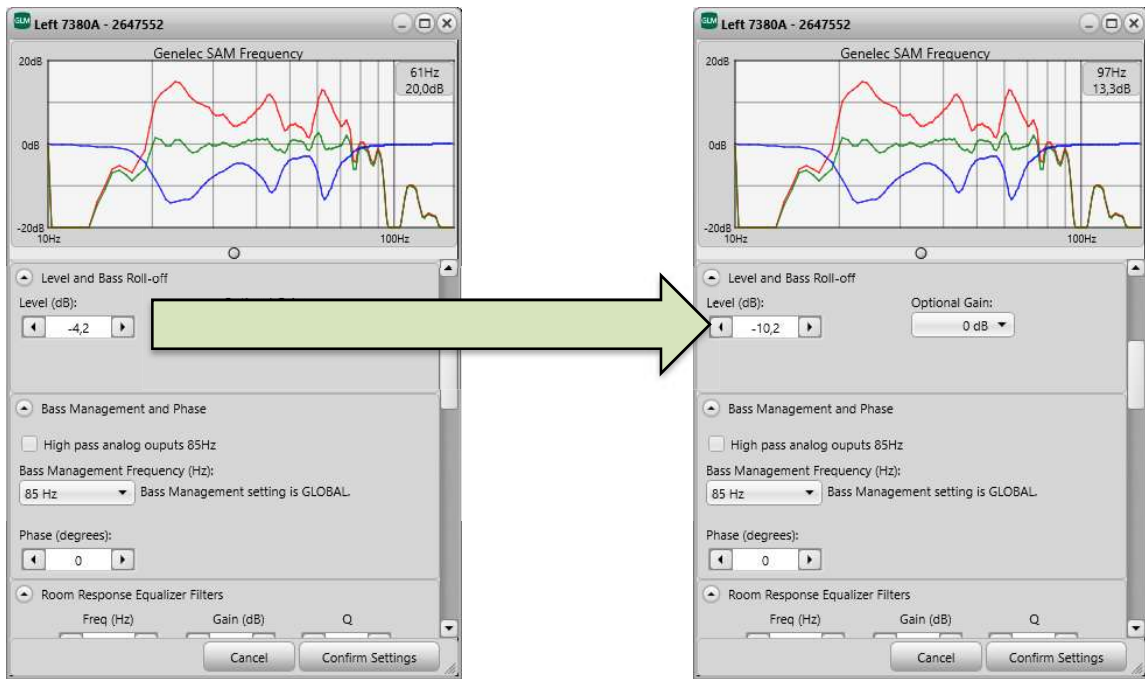 GLM Left 7380A - 2647552
Genelec SAM Frequency
20dB
61Hz
20,0dB
0dB
-20dB
10Hz 100Hz
Level and Bass Roll-off
Level (dB):
-4,2
Bass Management and Phase
High pass analog ouputs 85Hz
Bass Management Frequency (Hz):
85 Hz Bass Management setting is GLOBAL.
Phase (degrees):
0
Room Response Equalizer Filters
Freq (Hz) Gain (dB) Q
Cancel Confirm Settings
GLM Left 7380A - 2647552
Genelec SAM Frequency
20dB
97Hz
13,3dB
0dB
-20dB
10Hz 100Hz
Level and Bass Roll-off
Level (dB): Optional Gain:
-10,2 0 dB
Bass Management and Phase
High pass analog ouputs 85Hz
Bass Management Frequency (Hz):
85 Hz Bass Management setting is GLOBAL.
Phase (degrees):
0
Room Response Equalizer Filters
Freq (Hz) Gain (dB) Q
Cancel Confirm Settings